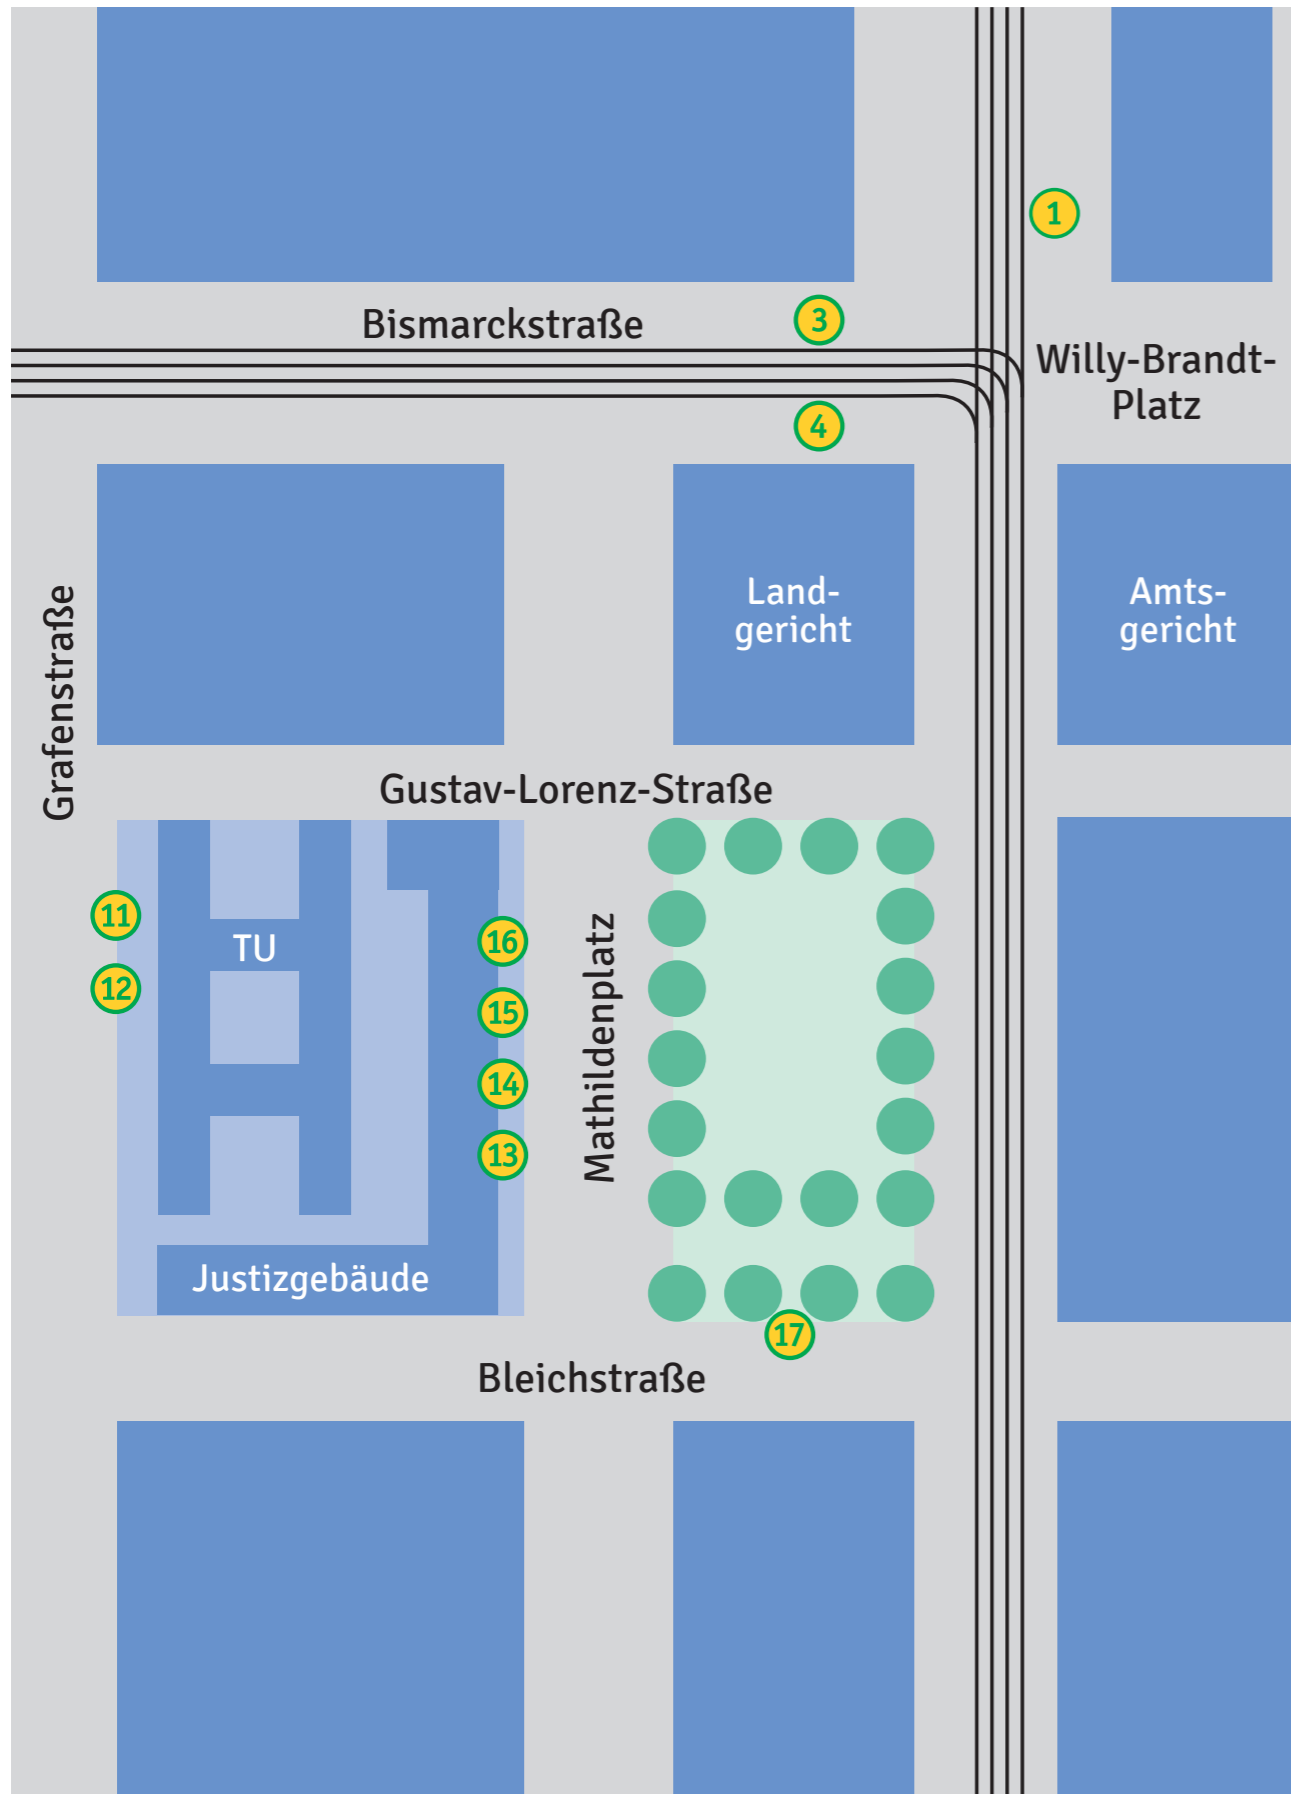 1
Bismarckstraße
3
Willy-Brandt-
Platz
4
Land-
gericht
Amts-
gericht
Grafenstraße
Gustav-Lorenz-Straße
11
TU
16
12
15
Mathildenplatz
14
13
Justizgebäude
17
Bleichstraße